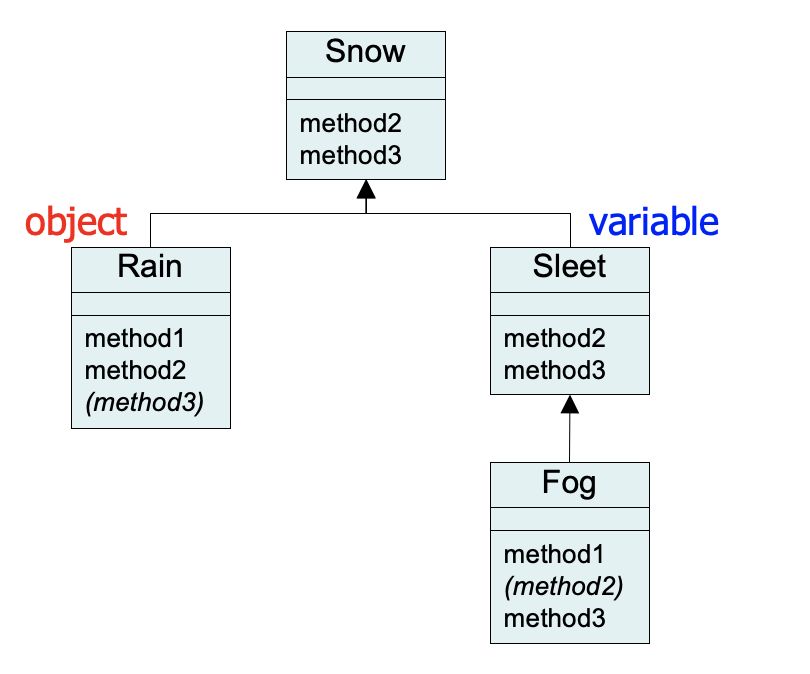 Snow
method2
method3
object
variable
Rain
method1
method2
(method3)
Sleet
method2
method3
Fog
method1
(method2)
method3